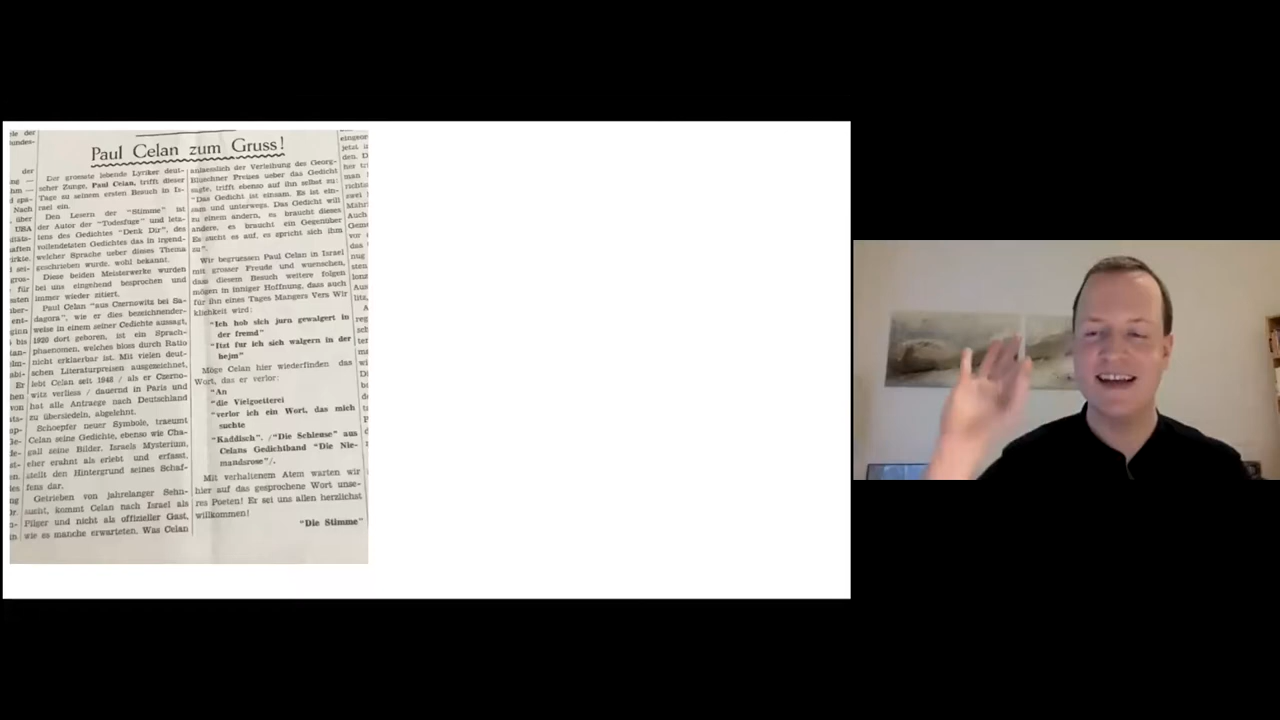 Paul Celan zum Gruss!
Der groesste lebende Lyriker deut-
scher Zunge, Paul Celan, trifft dieser
Tage zu seinem ersten Besuch in Is-
rael ein.
Den Lesern der "Stimme" ist
der Autor der "Todesfuge" und letz-
tens des Gedichtes "Denk Dir", des
vollendetsten Gedichtes das in irgend-
welcher Sprache ueber dieses Thema
geschrieben wurde, wohl bekannt.
Diese beiden Meisterwerke wurden
bei uns eingehend besprochen und
immer wieder zitiert.
Paul Celan "aus Czernowitz bei Sa-
dagora", wie er dies bezeichnender-
weise in einem seiner Gedichte aussagt,
1920 dort geboren, ist ein Sprach-
phaenomen, welches bloss durch Ratio
nicht erklaerbar ist. Mit vielen deut-
schen Literaturpreisen ausgezeichnet,
lebt Celan seit 1948 / als er Czerno-
witz verliess / dauernd in Paris und
hat alle Antraege nach Deutschland
zu übersiedeln, abgelehnt.
Schoepfer neuer Symbole, traeumt
Celan seine Gedichte, ebenso wie Cha-
gall seine Bilder. Israels Mysterium,
eher erahnt als erlebt und erfasst,
stellt den Hintergrund seines Schaf-
fens dar.
Getrieben von jahrelanger Sehn-
sucht, kommt Celan nach Israel als
Pilger und nicht als offizieller Gast,
wie es manche erwarteten. Was Celan
anlaesslich der Verleihung des Georg-
Büschner Preises ueber das Gedicht
sagte, trifft ebenso auf ihn selbst zu:
"Das Gedicht ist einsam. Es ist ein-
sam und unterwegs. Das Gedicht will
zu einem andern, es braucht dieses
andere, es braucht ein Gegenüber
Es sucht es auf, es spricht sich ihm
zu".
Wir begruessen Paul Celan in Israel
mit grosser Freude und wuenschen,
dass diesem Besuch weitere folgen
mögen in inniger Hoffnung, dass auch
für ihn eines Tages Mangers Vers Wir
klichkeit wird:
"Ich hob sich jurn gewalgert in
der fremd"
"Itzt fur ich sich walgern in der
hejm"
Möge Celan hier wiederfinden das
Wort, das er verlor:
"An
"die Vielgoetterei
"verlor ich ein Wort, das mich
suchte
"Kaddisch". /"Die Schleuse" aus
Celans Gedichtband "Die Nie-
mandsrose"/.
Mit verhaltenem Atem warten wir
hier auf das gesprochene Wort unse-
res Poeten! Er sei uns allen herzlichst
willkommen!
"Die Stimme"